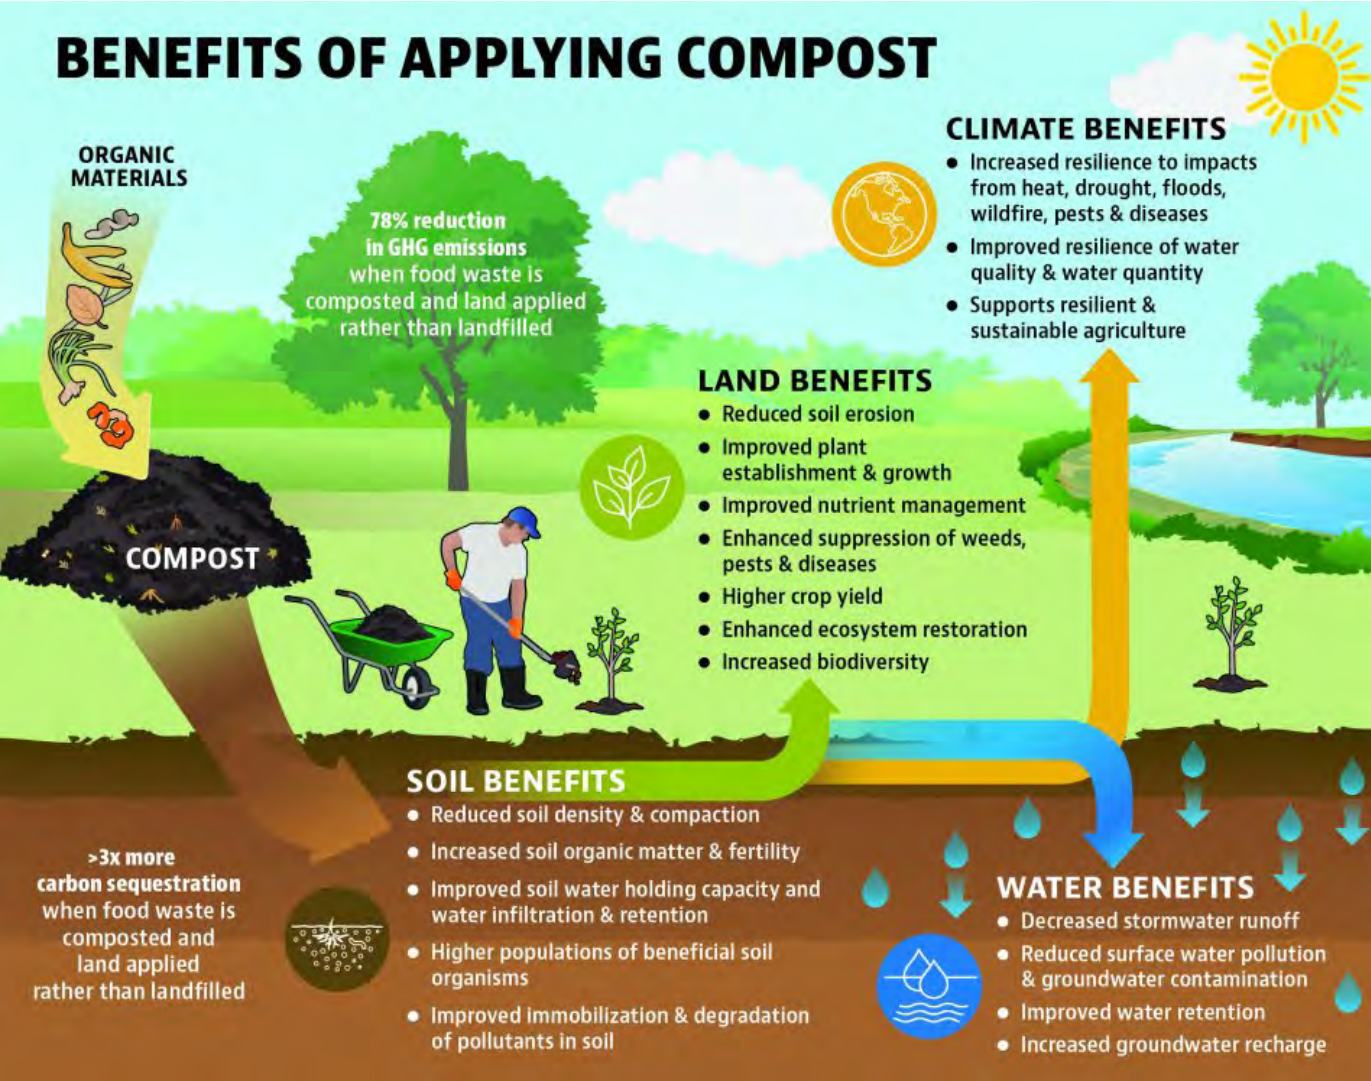 BENEFITS OF APPLYING COMPOST
ORGANIC
MATERIALS
78% reduction
in GHG emissions
when food waste is
composted and land applied
rather than landfilled
COMPOST
CLIMATE BENEFITS
● Increased resilience to impacts
from heat, drought, floods,
wildfire, pests & diseases
● Improved resilience of water
quality & water quantity
● Supports resilient &
sustainable agriculture
LAND BENEFITS
● Reduced soil erosion
● Improved plant
establishment & growth
● Improved nutrient management
● Enhanced suppression of weeds,
pests & diseases
● Higher crop yield
● Enhanced ecosystem restoration
● Increased biodiversity
>3x more
carbon sequestration
when food waste is
composted and
land applied
rather than landfilled
SOIL BENEFITS
● Reduced soil density & compaction
● Increased soil organic matter & fertility
● Improved soil water holding capacity and
water infiltration & retention
● Higher populations of beneficial soil
organisms
● Improved immobilization & degradation
of pollutants in soil
WATER BENEFITS
● Decreased stormwater runoff
● Reduced surface water pollution
& groundwater contamination
● Improved water retention
● Increased groundwater recharge